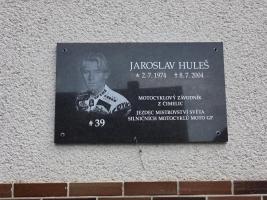 JAROSLAV HULEŠ
* 2.7.1974 † 8.7.2004
MOTOCYKLOVÝ ZÁVODNÍK
Z ČIMELIC
JEZDEC MISTROVSTVÍ SVĚTA
SILNIČNÍCH MOTOCYKLŮ MOTO GP
#39